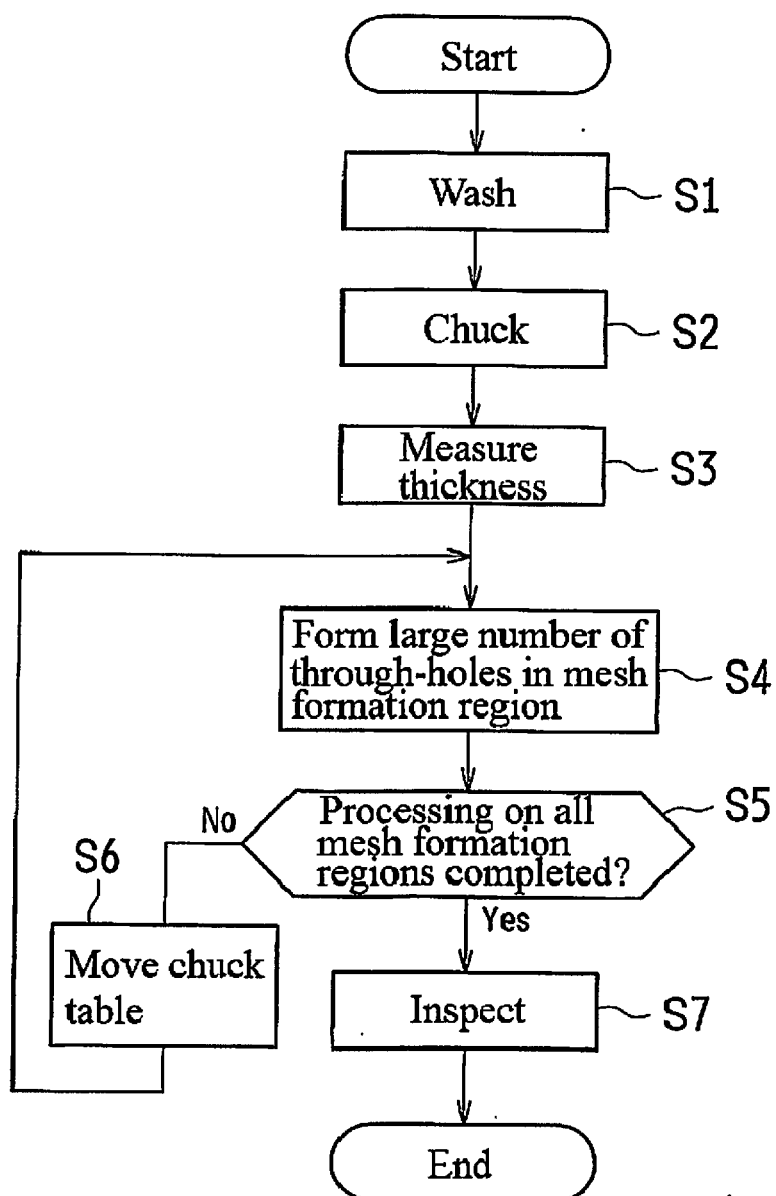 Start
Wash
S1
Chuck
S2
Measure
thickness
S3
Form large number of
through-holes in mesh
formation region
S4
Processing on all
mesh formation
regions completed?
S5
No
S6
Yes
Move chuck
table
Inspect
S7
End